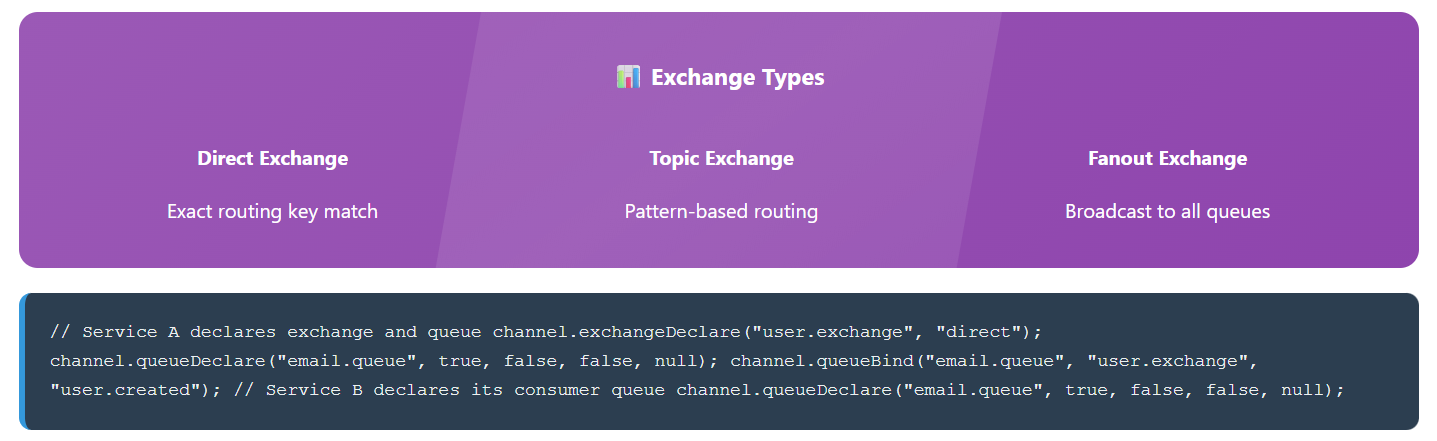 📊 Exchange Types
Direct Exchange
Exact routing key match
Topic Exchange
Pattern-based routing
Fanout Exchange
Broadcast to all queues
// Service A declares exchange and queue channel.exchangeDeclare("user.exchange", "direct");
channel.queueDeclare("email.queue", true, false, false, null); channel.queueBind("email.queue", "user.exchange",
"user.created"); // Service B declares its consumer queue channel.queueDeclare("email.queue", true, false, false, null);